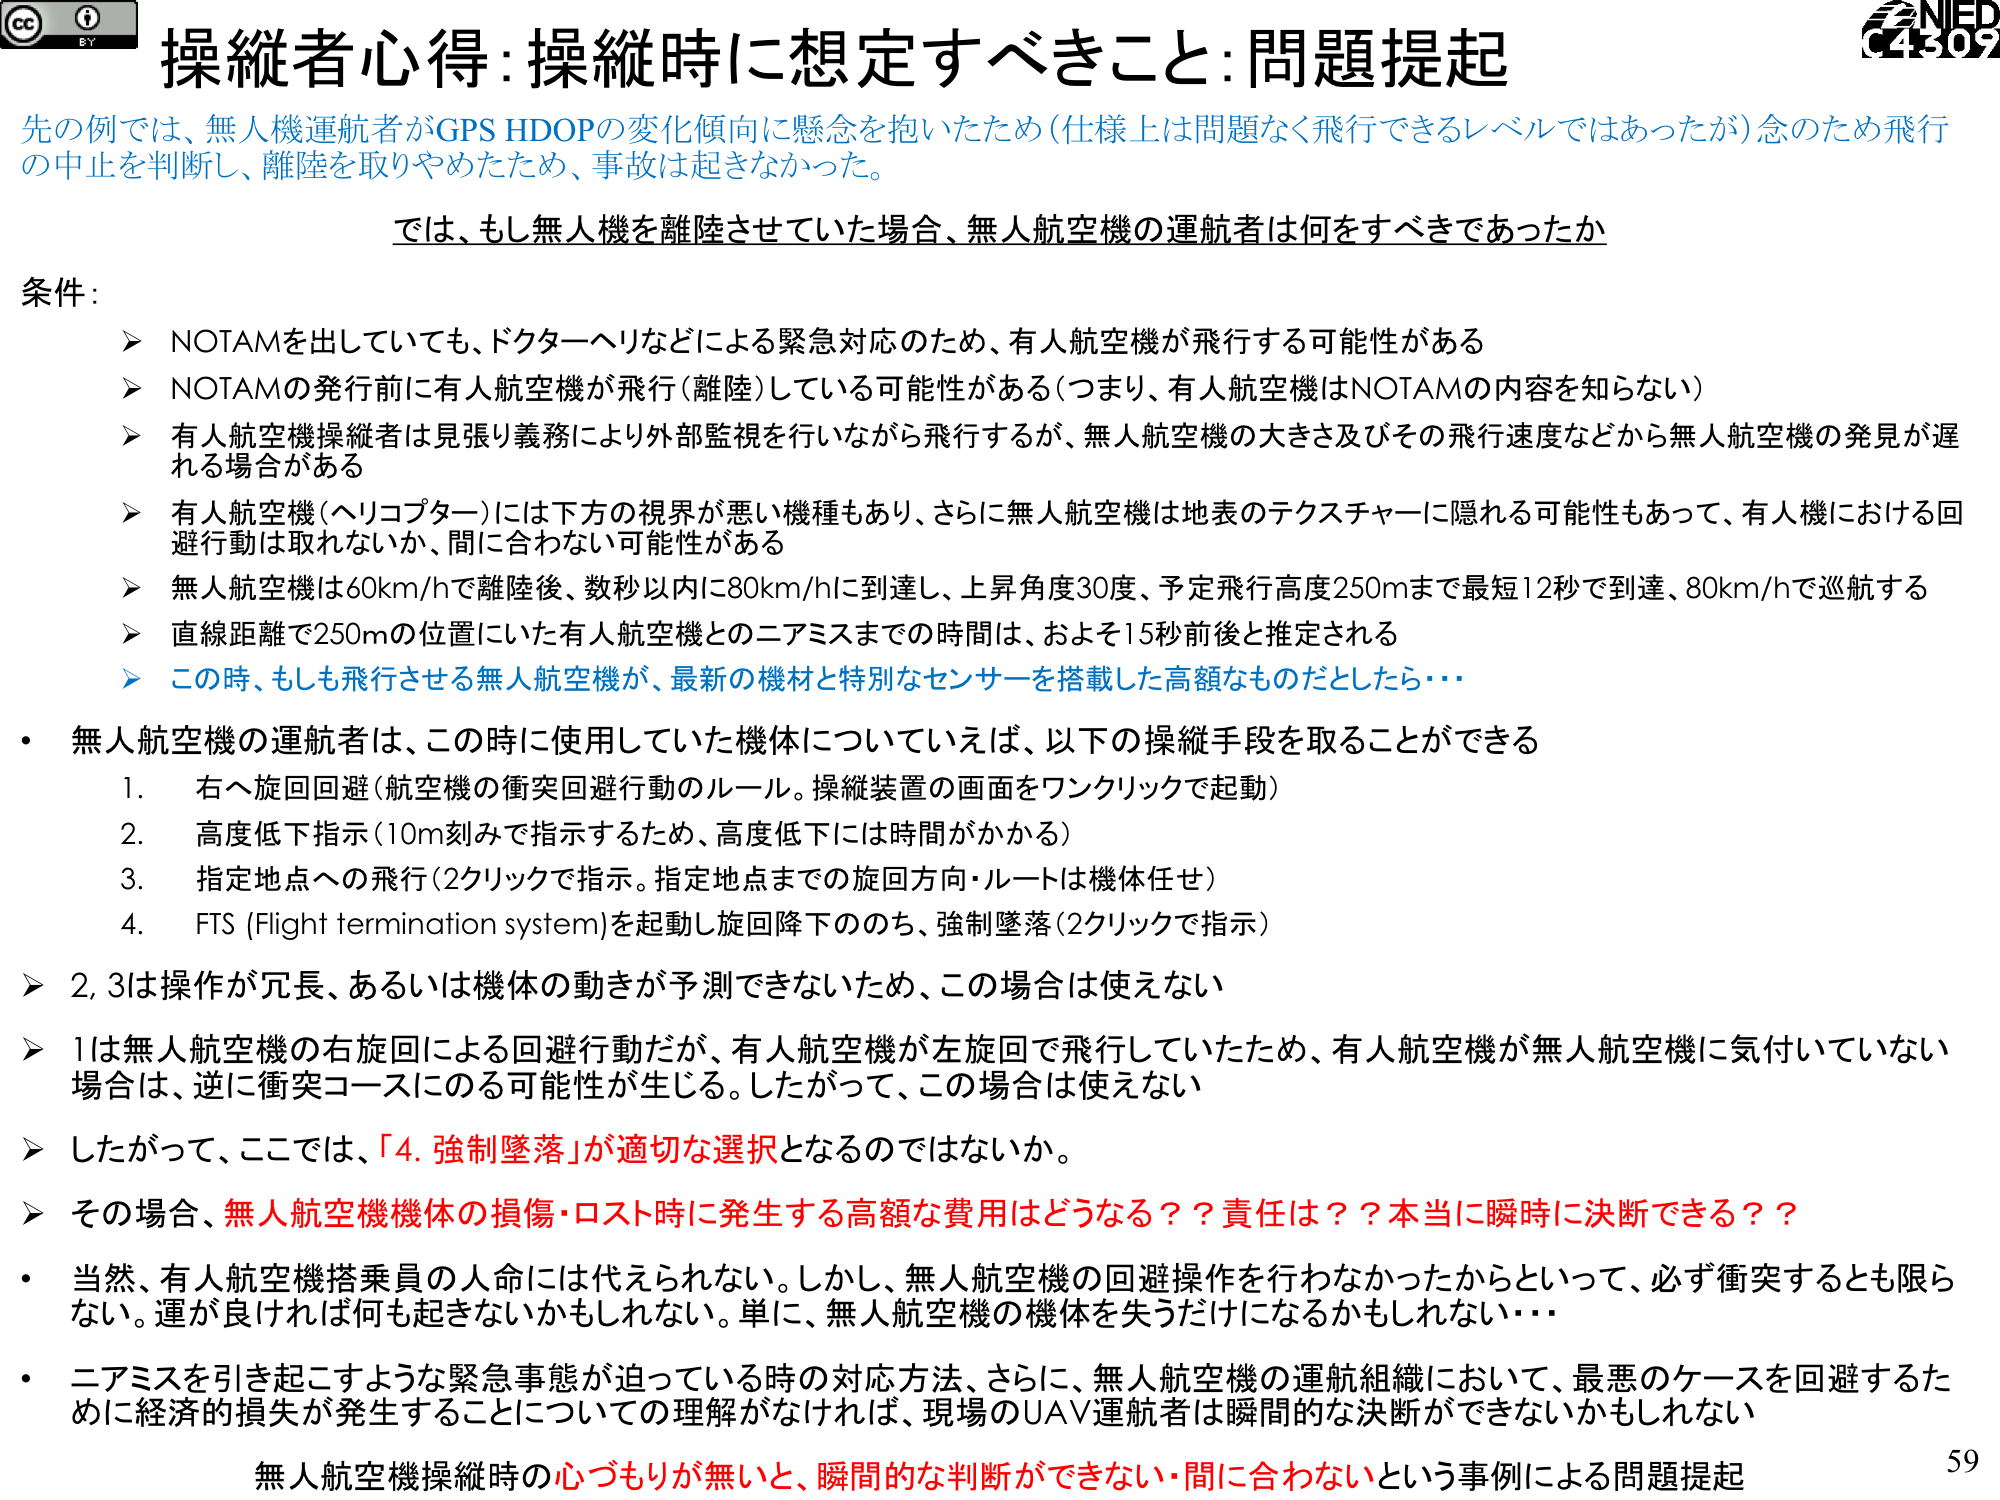 cc BY
NIED
C4309
操縦者心得：操縦時に想定すべきこと：問題提起
先の例では、無人機運航者がGPS HDOPの変化傾向に懸念を抱いたため（仕様上は問題なく飛行できるレベルではあったが）念のため飛行
の中止を判断し、離陸を取りやめたため、事故は起きなかった。
では、もし無人機を離陸させていた場合、無人航空機の運航者は何をすべきであったか
条件：
➢ NOTAMを出していても、ドクターヘリなどによる緊急対応のため、有人航空機が飛行する可能性がある
➢ NOTAMの発行前に有人航空機が飛行（離陸）している可能性がある（つまり、有人航空機はNOTAMの内容を知らない）
➢ 有人航空機操縦者は見張り義務により外部監視を行いながら飛行するが、無人航空機の大きさ及びその飛行速度などから無人航空機の発見が遅
れる場合がある
➢ 有人航空機（ヘリコプター）には下方の視界が悪い機種もあり、さらに無人航空機は地表のテクスチャーに隠れる可能性もあって、有人機における回
避行動は取れないか、間に合わない可能性がある
➢ 無人航空機は60km/hで離陸後、数秒以内に80km/hに到達し、上昇角度30度、予定飛行高度250mまで最短12秒で到達、80km/hで巡航する
➢ 直線距離で250mの位置にいた有人航空機とのニアミスまでの時間は、およそ15秒前後と推定される
➢ この時、もしも飛行させる無人航空機が、最新の機材と特別なセンサーを搭載した高額なものだとしたら・・・
• 無人航空機の運航者は、この時に使用していた機体についていえば、以下の操縦手段を取ることができる
1. 右へ旋回回避（航空機の衝突回避行動のルール。操縦装置の画面をワンクリックで起動）
2. 高度低下指示（10m刻みで指示するため、高度低下には時間がかかる）
3. 指定地点への飛行（2クリックで指示。指定地点までの旋回方向・ルートは機体任せ）
4. FTS (Flight termination system)を起動し旋回降下ののち、強制墜落（2クリックで指示）
➢ 2, 3は操作が冗長、あるいは機体の動きが予測できないため、この場合は使えない
➢ 1は無人航空機の右旋回による回避行動だが、有人航空機が左旋回で飛行していたため、有人航空機が無人航空機に気付いていない
場合は、逆に衝突コースにのる可能性が生じる。したがって、この場合は使えない
➢ したがって、ここでは、「4. 強制墜落」が適切な選択となるのではないか。
➢ その場合、無人航空機機体の損傷・ロスト時に発生する高額な費用はどうなる？？責任は？？本当に瞬時に決断できる？？
• 当然、有人航空機搭乗員の人命には代えられない。しかし、無人航空機の回避操作を行わなかったからといって、必ず衝突するとも限ら
ない。運が良ければ何も起きないかもしれない。単に、無人航空機の機体を失うだけになるかもしれない・・・
• ニアミスを引き起こすような緊急事態が迫っている時の対応方法、さらに、無人航空機の運航組織において、最悪のケースを回避するた
めに経済的損失が発生することについての理解がなければ、現場のUAV運航者は瞬間的な決断ができないかもしれない
無人航空機操縦時の心づもりが無いと、瞬間的な判断ができない・間に合わないという事例による問題提起
59